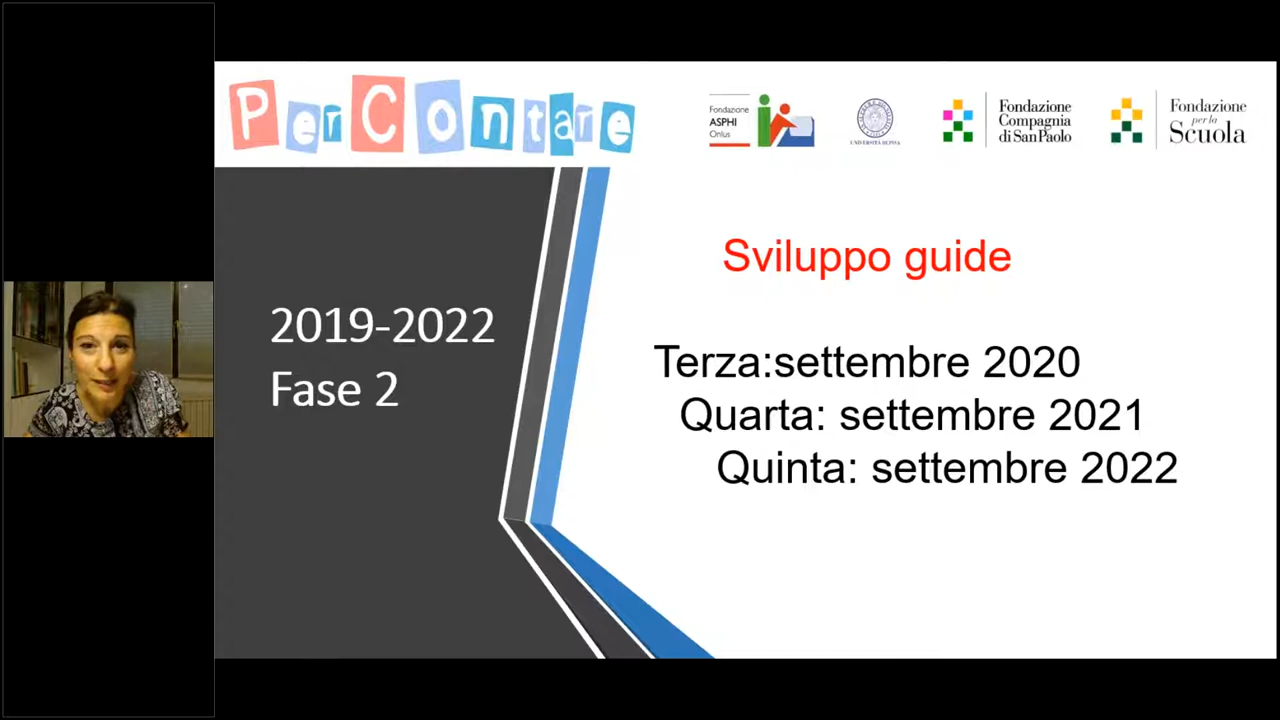 PerContare
Fondazione
ASPHI
Onlus
Fondazione
Compagnia
di San Paolo
Fondazione
per la
Scuola
Sviluppo guide
2019-2022
Fase 2
Terza:settembre 2020
Quarta: settembre 2021
Quinta: settembre 2022